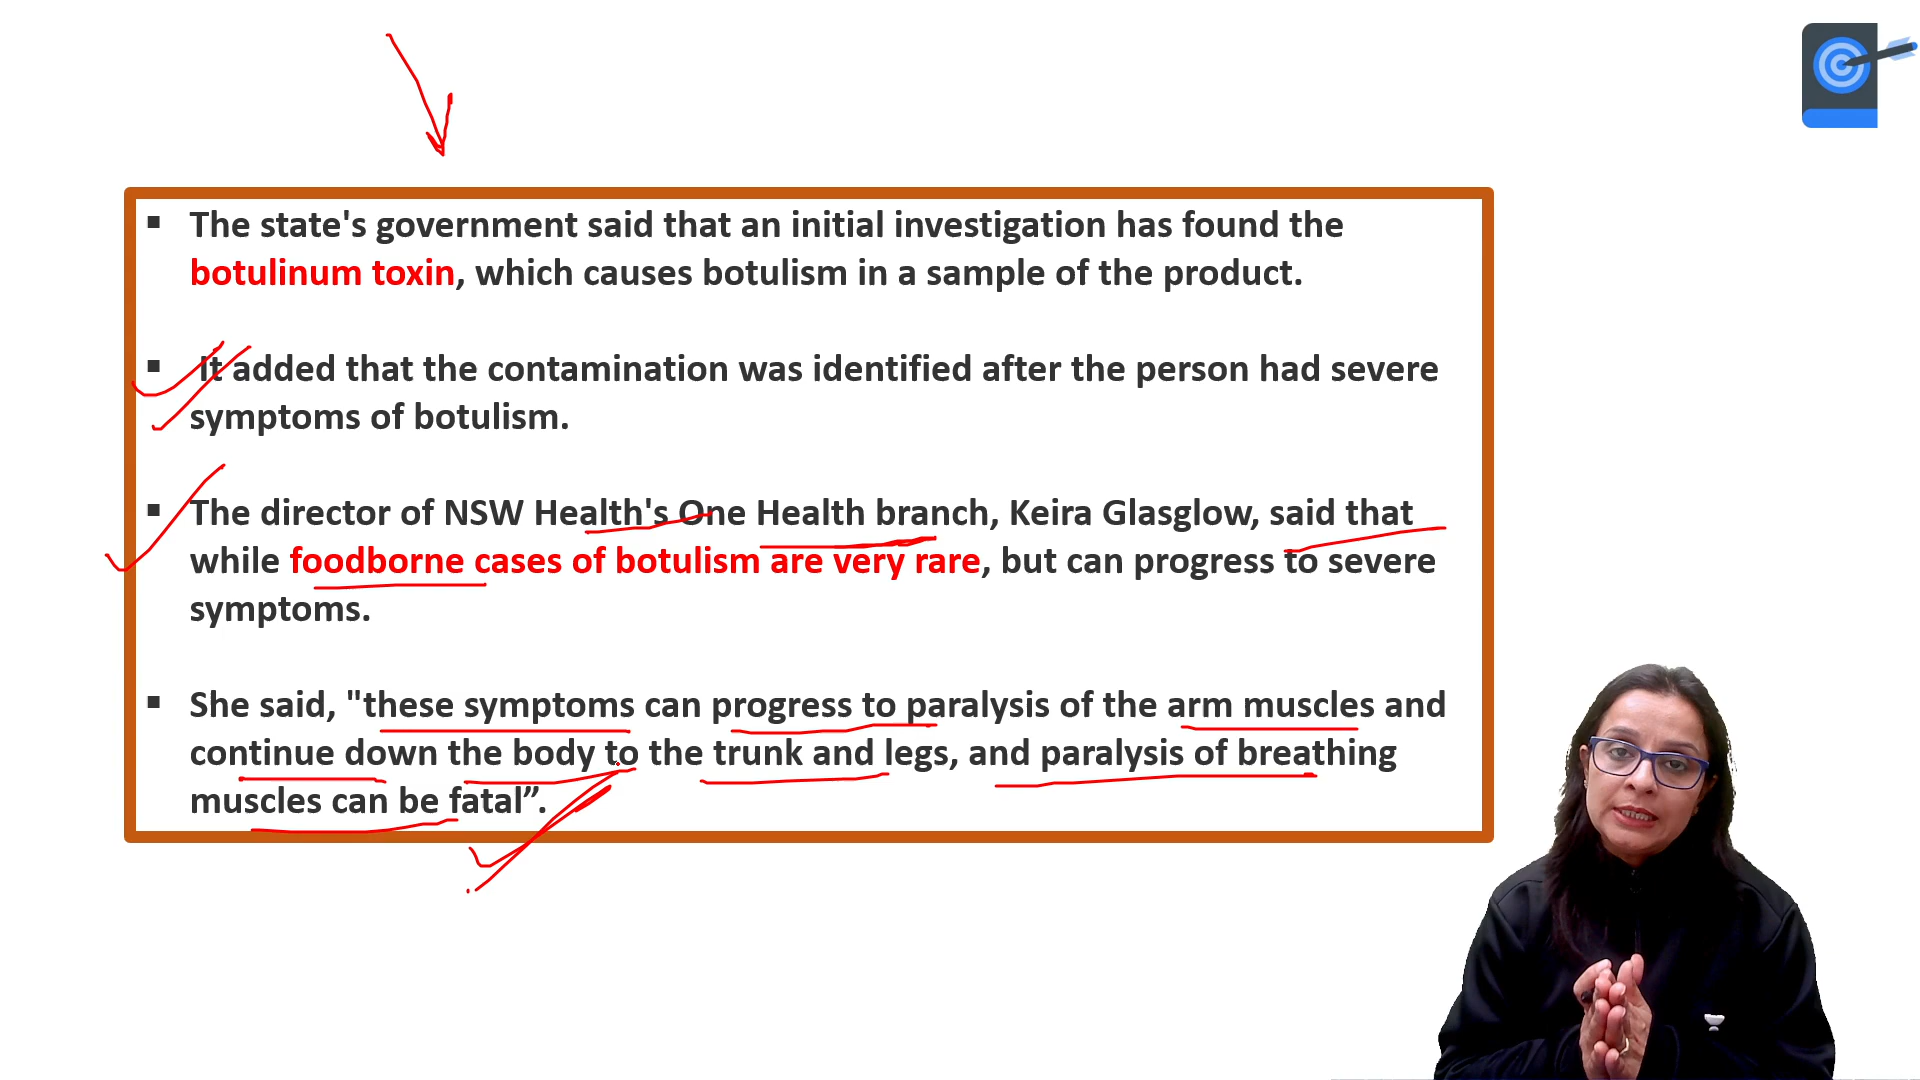 The state's government said that an initial investigation has found the
botulinum toxin, which causes botulism in a sample of the product.
It added that the contamination was identified after the person had severe
symptoms of botulism.
The director of NSW Health's One Health branch, Keira Glasglow, said that
while foodborne cases of botulism are very rare, but can progress to severe
symptoms.
She said, "these symptoms can progress to paralysis of the arm muscles and
continue down the body to the trunk and legs, and paralysis of breathing
muscles can be fatal”.